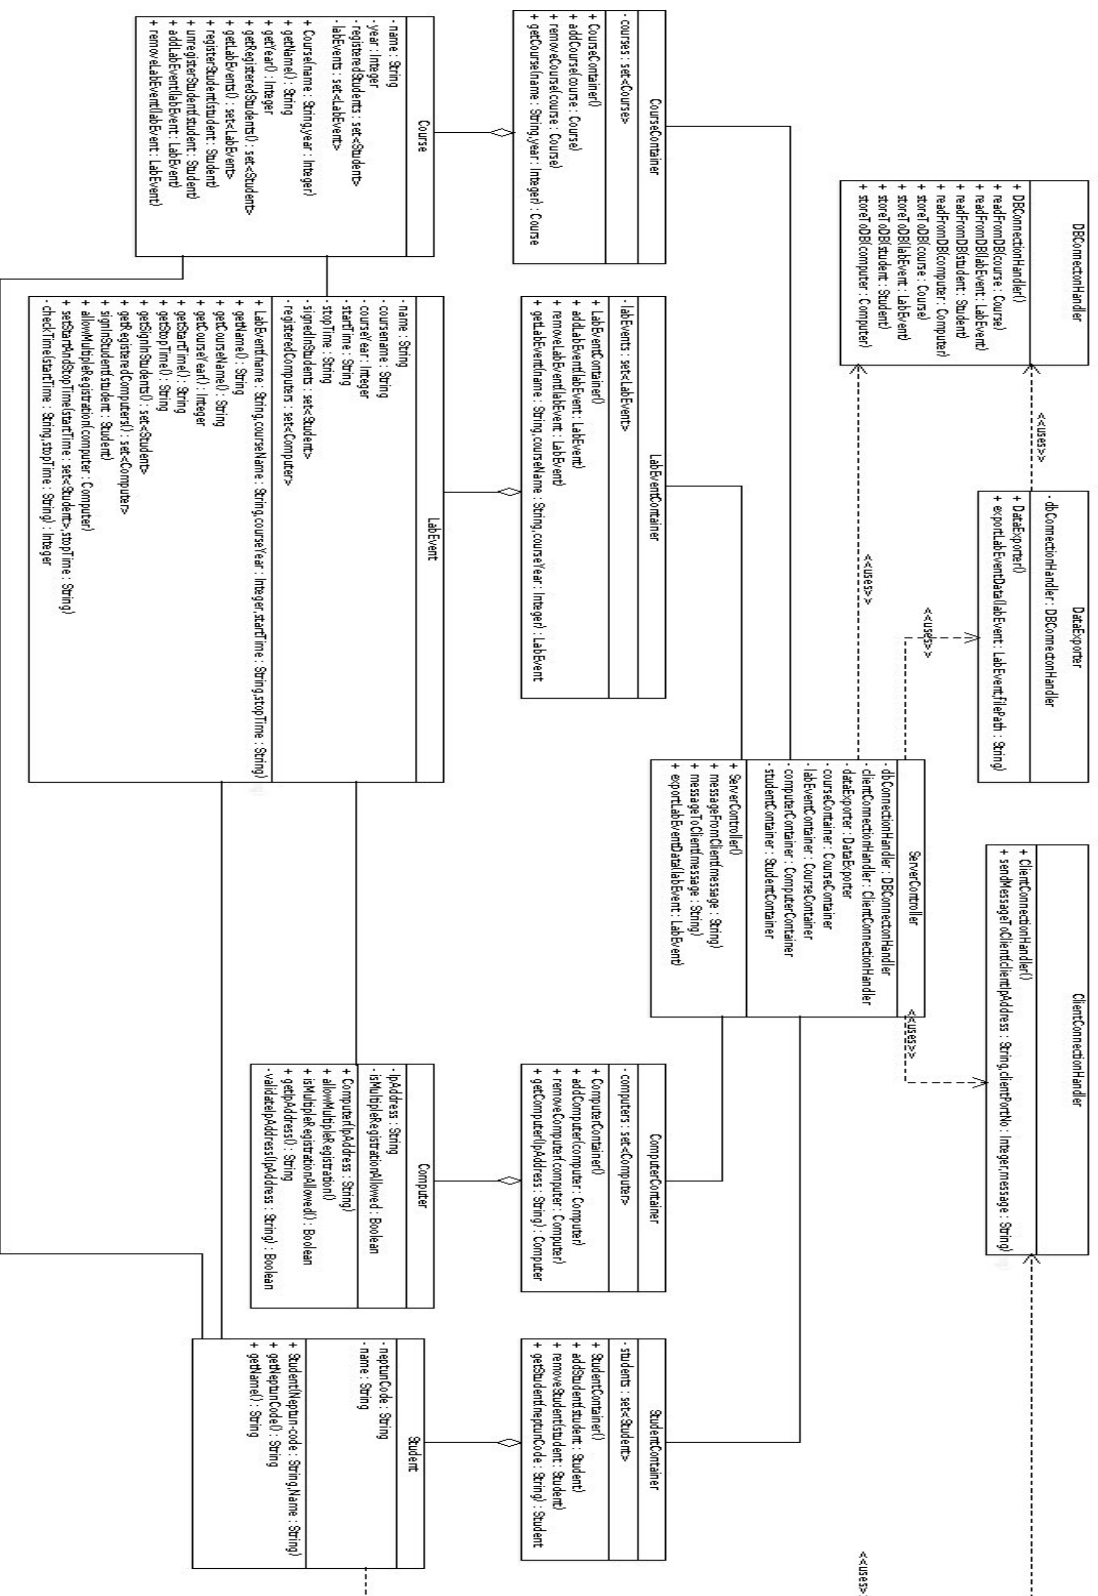 DBConnectonHandler
+ DBConnectionHandler()
+ readFromDB(course : Course)
+ readFromDB(labEvent : LabEvent)
+ readFromDB(student : Student)
+ readFromDB(computer : Computer)
+ storeToDB(course : Course)
+ storeToDB(labEvent : LabEvent)
+ storeToDB(student : Student)
+ storeToDB(computer : Computer)
<<uses>>
DataExporter
- dbConnectionHandler : DBConnectonHandler
+ DataExporter()
+ exportLabEventData(labEvent : LabEvent,filePath : String)
ClientConnectionHandler
+ ClientConnectionHandler()
+ sendMessageToClient(clientIpAddress : String,clientPortNo : Integer,message : String)
<<uses>>
<<uses>>
<<uses>>
<<uses>
ServerController
- dbConnectionHandler : DBConnectonHandler
- clientConnectionHandler : ClientConnectionHandler
- dataExporter : DataExporter
- courseContainer : CourseContainer
- labEventContainer : CourseContainer
- computerContainer : ComputerContainer
- studentContainer : StudentContainer
+ ServerController()
+ messageFromClient(message : String)
+ messageToClient(message : String)
+ exportLabEventData(labEvent : LabEvent)
CourseContainer
- courses : set<Course>
+ CourseContainer()
+ addCourse(course : Course)
+ removeCourse(course : Course)
+ getCourse(name : String,year : Integer) : Course
LabEventContainer
- labEvents : set<LabEvent>
+ LabEventContainer()
+ addLabEvent(labEvent : LabEvent)
+ removeLabEvent(labEvent : LabEvent)
+ getLabEvent(name : String,courseName : String,courseYear : Integer) : LabEvent
ComputerContainer
- computers : set<Computer>
+ ComputerContainer()
+ addComputer(computer : Computer)
+ removeComputer(computer : Computer)
+ getComputer(IpAddress : String) : Computer
StudentContainer
- students : set<Student>
+ StudentContainer()
+ addStudent(student : Student)
+ removeStudent(student : Student)
+ getStudent(neptunCode : String) : Student
Course
- name : String
- year : Integer
- registeredStudents : set<Student>
- labEvents : set<LabEvent>
+ Course(name : String,year : Integer)
+ getName() : String
+ getYear() : Integer
+ getRegisteredStudents() : set<Student>
+ getLabEvents() : set<LabEvent>
+ registerStudent(student : Student)
+ unregisterStudent(student : Student)
+ addLabEvent(labEvent : LabEvent)
+ removeLabEvent(labEvent : LabEvent)
LabEvent
- name : String
- coursename : String
- courseYear : Integer
- startTime : String
- stopTime : String
- signedInStudents : set<Student>
- registeredComputers : set<Computer>
+ LabEvent(name : String,courseName : String,courseYear : Integer,startTime : String,stopTime : String)
+ getName() : String
+ getCourseName() : String
+ getCourseYear() : Integer
+ getStartTime() : String
+ getStopTime() : String
+ getSignInStudents() : set<Student>
+ getRegisteredComputers() : set<Computer>
+ signInStudent(student : Student)
+ allowMultipleRegistration(computer : Computer)
+ setStartAndStopTime(startTime : set<Student>,stopTime : String)
- checkTime(startTime : String,stopTime : String) : Integer
Computer
- IpAddress : String
- isMultipleRegistrationAllowed : Boolean
+ Computer(IpAddress : String)
+ allowMultipleRegistration()
+ isMultipleRegistrationAllowed() : Boolean
+ getIpAddress() : String
- validateIpAddress(IpAddress : String) : Boolean
Student
- neptunCode : String
- name : String
+ Student(Neptun-code : String,Name : String)
+ getNeptunCode() : String
+ getName() : String